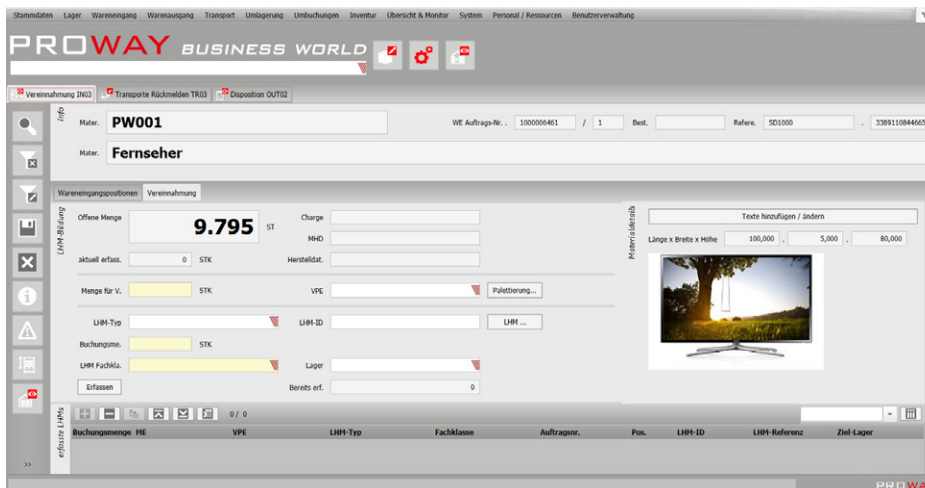 Stammdaten Lager Wareneingang Warenausgang Transport Umlagerung Umbuchungen Inventur Übersicht & Monitor System Personal / Ressourcen Benutzerverwaltung
PROWAY BUSINESS WORLD
Vereinnahmung IN03 Transporte Rückmelden TR03 Disposition OUT02
Info
Mater. PW001 WE Auftrags-Nr. . 1000006461 / 1 Best. Refere. SD1000 . 3389110844665
Mater. Fernseher
Wareneingangspositionen Vereinnahmung
LHM-Bildung
Materialdetails
Offene Menge 9.795 ST Charge Texte hinzufügen / ändern
MHD Länge x Breite x Höhe 100,000 . 5,000 . 80,000
aktuell erfass. 0 STK Herstelldat.
Menge für V. STK VPE Palettierung...
LHM-Typ LHM-ID LHM ...
Buchungsme. STK
LHM Fachkla. Lager
Erfassen Bereits erf. 0
erfasste LHMs
0 / 0
Buchungsmenge ME VPE LHM-Typ Fachklasse Auftragsnr. Pos. LHM-ID LHM-Referenz Ziel-Lager
>>
PROWA